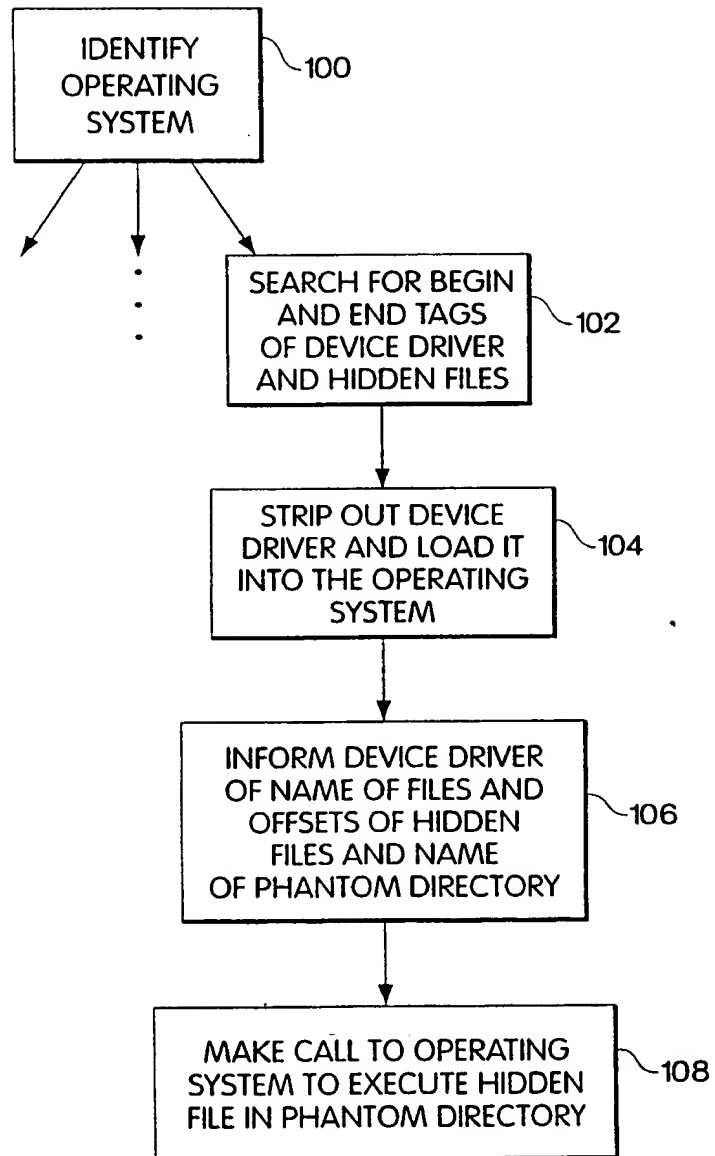 IDENTIFY
OPERATING
SYSTEM
100
SEARCH FOR BEGIN
AND END TAGS
OF DEVICE DRIVER
AND HIDDEN FILES
102
STRIP OUT DEVICE
DRIVER AND LOAD IT
INTO THE OPERATING
SYSTEM
104
INFORM DEVICE DRIVER
OF NAME OF FILES AND
OFFSETS OF HIDDEN
FILES AND NAME
OF PHANTOM DIRECTORY
106
MAKE CALL TO OPERATING
SYSTEM TO EXECUTE HIDDEN
FILE IN PHANTOM DIRECTORY
108